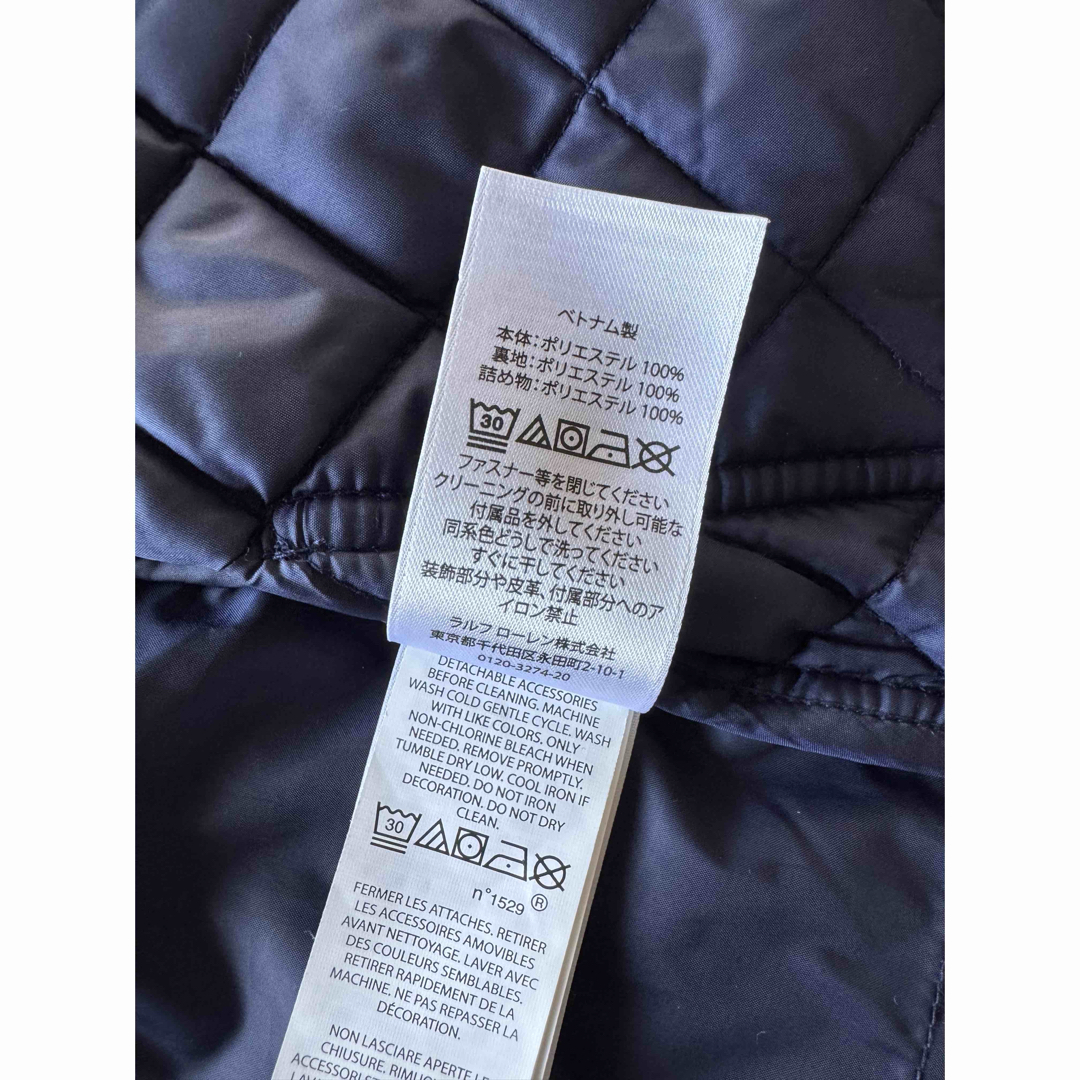 ベトナム製
本体：ポリエステル 100%
裏地：ポリエステル 100%
詰め物：ポリエステル 100%
30
ファスナー等を閉じてください
クリーニングの前に取り外し可能な
付属品を外してください
同系色どうしで洗ってください
すぐに干してください
装飾部分や皮革、付属部分へのア
イロン禁止
ラルフ ローレン株式会社
東京都千代田区永田町2-10-1
0120-3274-20
DETACHABLE ACCESSORIES
BEFORE CLEANING. MACHINE
WASH COLD GENTLE CYCLE. WASH
WITH LIKE COLORS. ONLY
NON-CHLORINE BLEACH WHEN
NEEDED. REMOVE PROMPTLY.
TUMBLE DRY LOW. COOL IRON IF
NEEDED. DO NOT IRON
DECORATION. DO NOT DRY
CLEAN.
30
n°1529 ®
FERMER LES ATTACHES. RETIRER
LES ACCESSOIRES AMOVIBLES
AVANT NETTOYAGE. LAVER AVEC
DES COULEURS SEMBLABLES.
RETIRER RAPIDEMENT DE LA
MACHINE. NE PAS REPASSER LA
DÉCORATION.
NON LASCIARE APERTE LE
CHIUSURE.